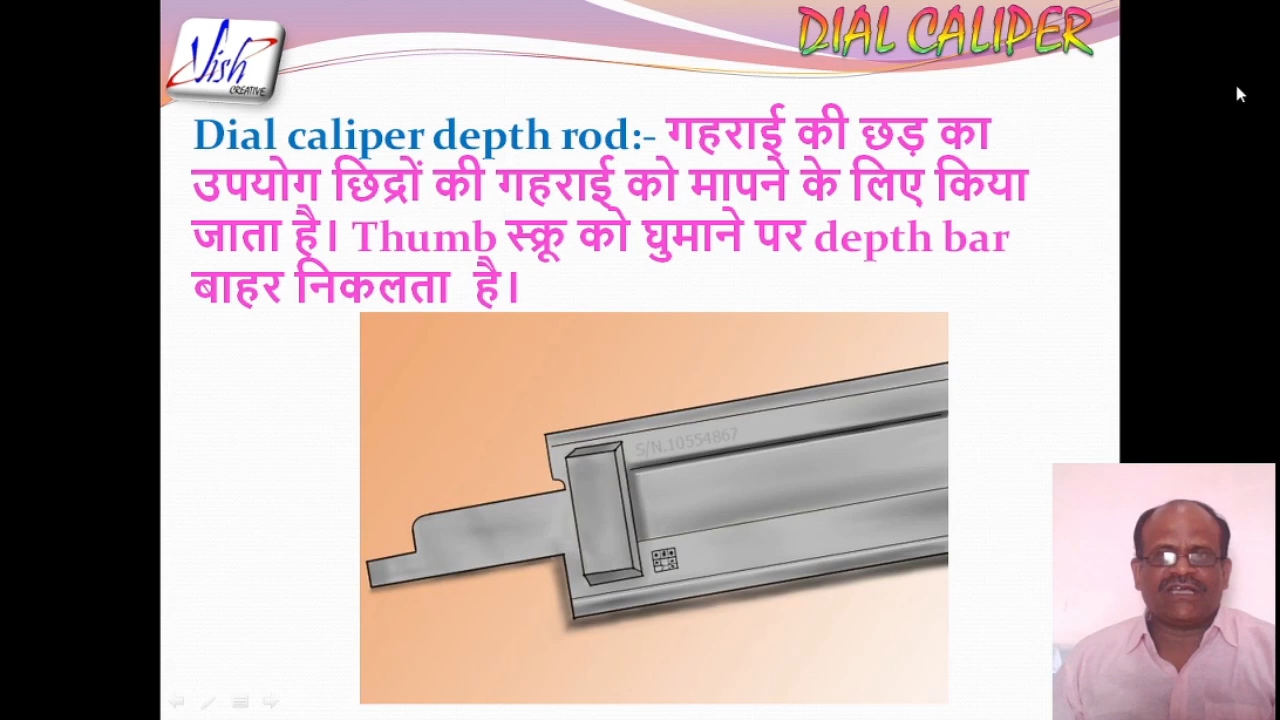 Vish
CREATIVE
DIAL CALIPER
Dial caliper depth rod:- गहराई की छड़ का
उपयोग छिद्रों की गहराई को मापने के लिए किया
जाता है। Thumb स्क्रू को घुमाने पर depth bar
बाहर निकलता है।
S/N.10554867